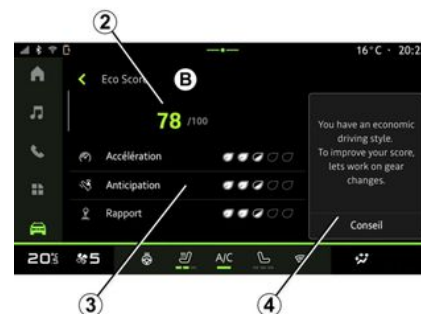 2
16°C · 20:2
Eco Score
B
78 /100
You have an economic
driving style.
To improve your score,
lets work on gear
changes.
Accélération
Anticipation
Rapport
Conseil
20°
5
A/C
3
4